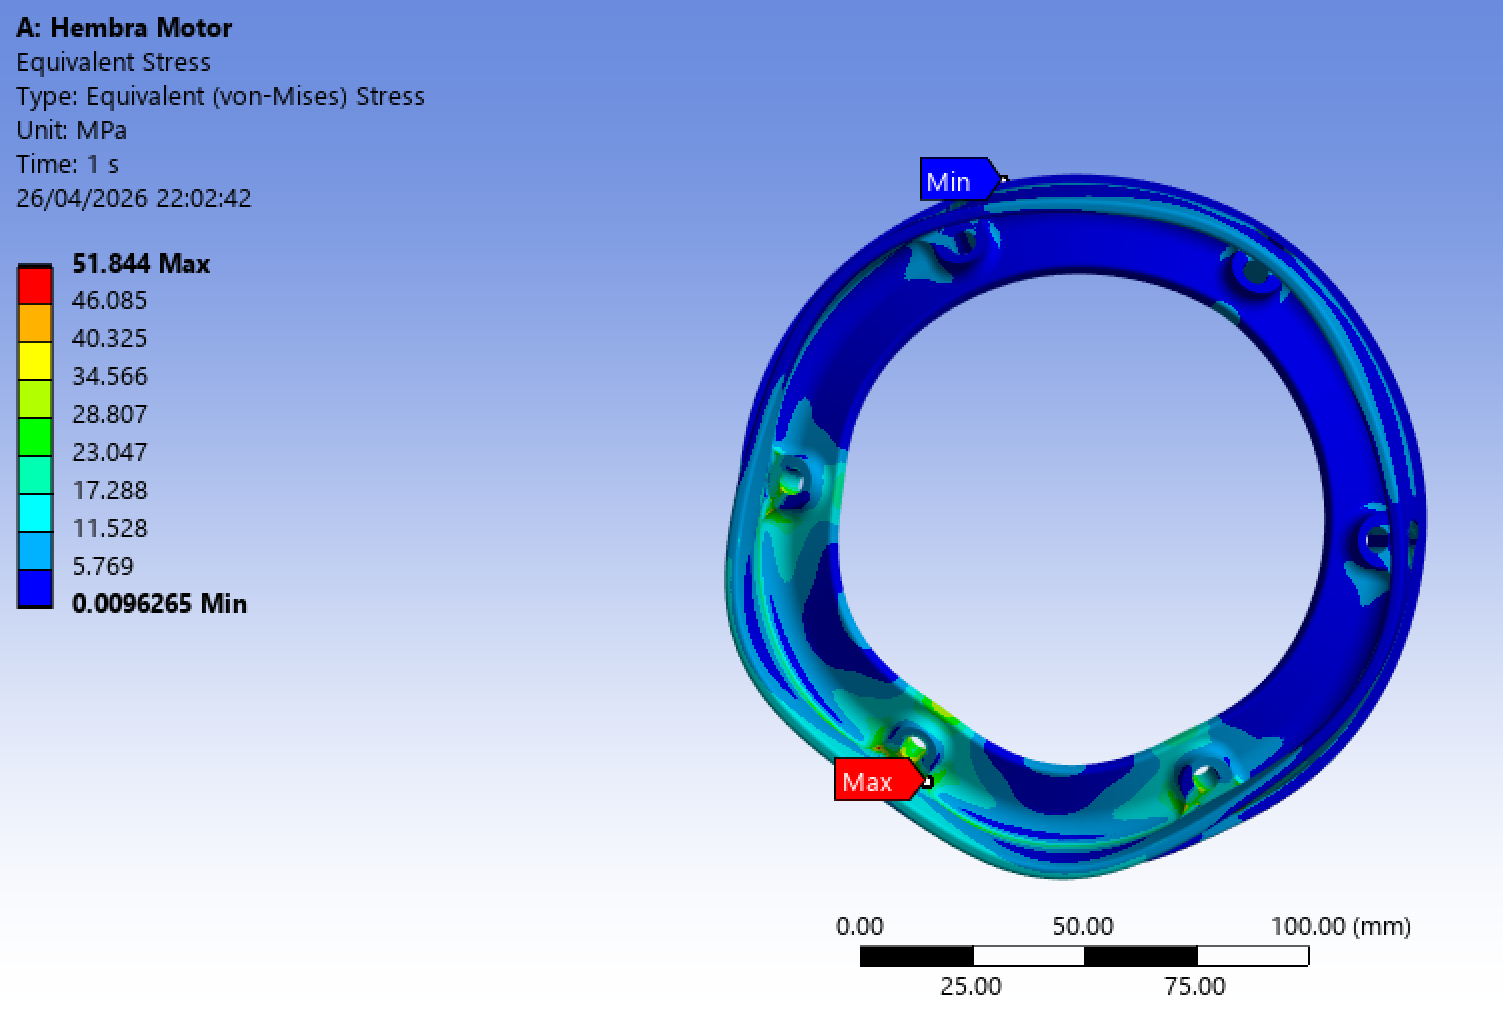 A: Hembra Motor
Equivalent Stress
Type: Equivalent (von-Mises) Stress
Unit: MPa
Time: 1 s
26/04/2026 22:02:42
51.844 Max
46.085
40.325
34.566
28.807
23.047
17.288
11.528
5.769
0.0096265 Min
Min
Max
0.00 50.00 100.00 (mm)
25.00 75.00